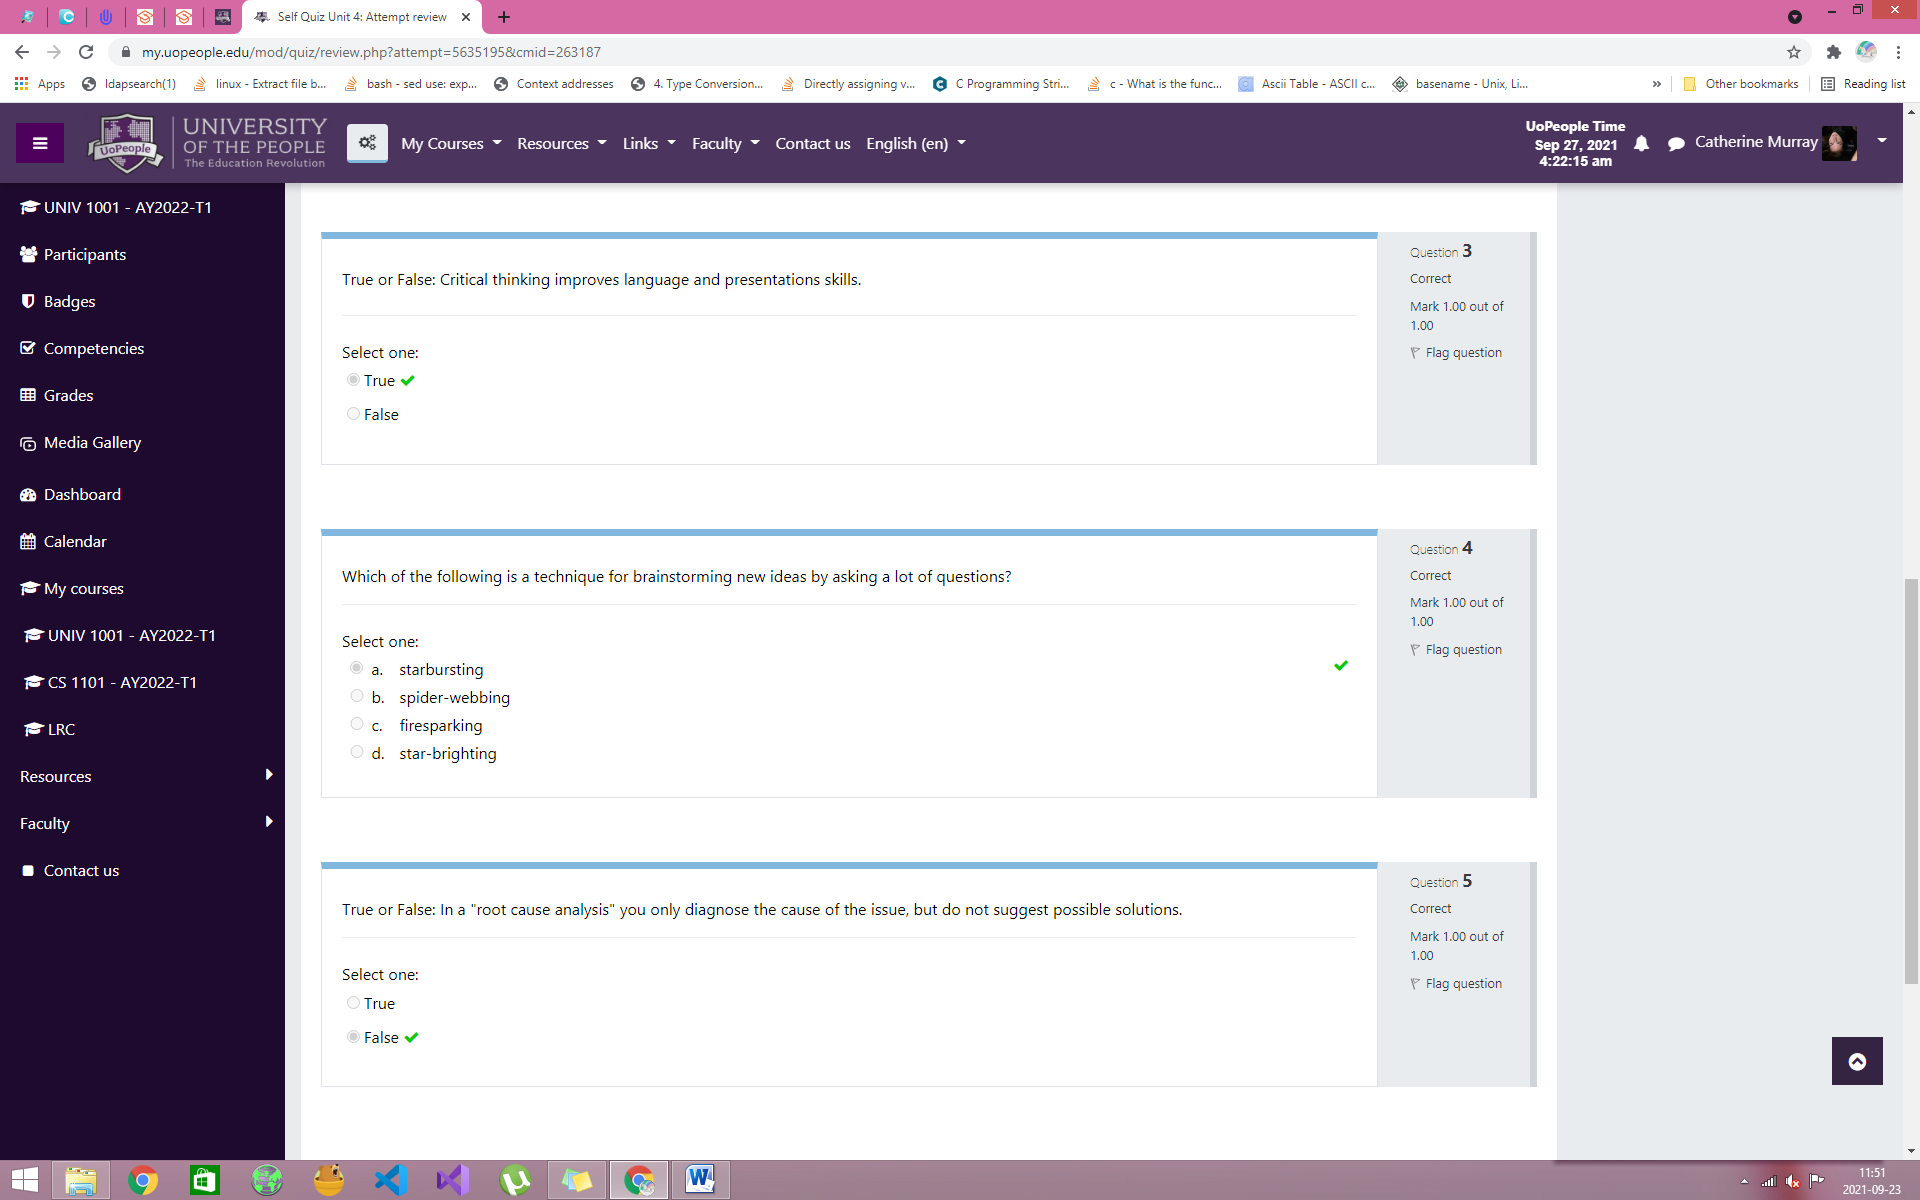 Self Quiz Unit 4: Attempt review
my.uopeople.edu/mod/quiz/review.php?attempt=5635195&cmid=263187
Apps
ldapsearch(1)
linux - Extract file b...
bash - sed use: exp...
Context addresses
4. Type Conversion...
Directly assigning v...
C Programming Stri...
c - What is the func...
Ascii Table - ASCII c...
basename - Unix, Li...
»
Other bookmarks
Reading list
UoPeople
UNIVERSITY
OF THE PEOPLE
The Education Revolution
My Courses
Resources
Links
Faculty
Contact us
English (en)
UoPeople Time
Sep 27, 2021
4:22:15 am
Catherine Murray
UNIV 1001 - AY2022-T1
Participants
Badges
Competencies
Grades
Media Gallery
Dashboard
Calendar
My courses
UNIV 1001 - AY2022-T1
CS 1101 - AY2022-T1
LRC
Resources
Faculty
Contact us
True or False: Critical thinking improves language and presentations skills.
Select one:
True
False
Question 3
Correct
Mark 1.00 out of
1.00
Flag question
Which of the following is a technique for brainstorming new ideas by asking a lot of questions?
Select one:
a. starbursting
b. spider-webbing
c. firesparking
d. star-brighting
Question 4
Correct
Mark 1.00 out of
1.00
Flag question
True or False: In a "root cause analysis" you only diagnose the cause of the issue, but do not suggest possible solutions.
Select one:
True
False
Question 5
Correct
Mark 1.00 out of
1.00
Flag question
11:51
2021-09-23